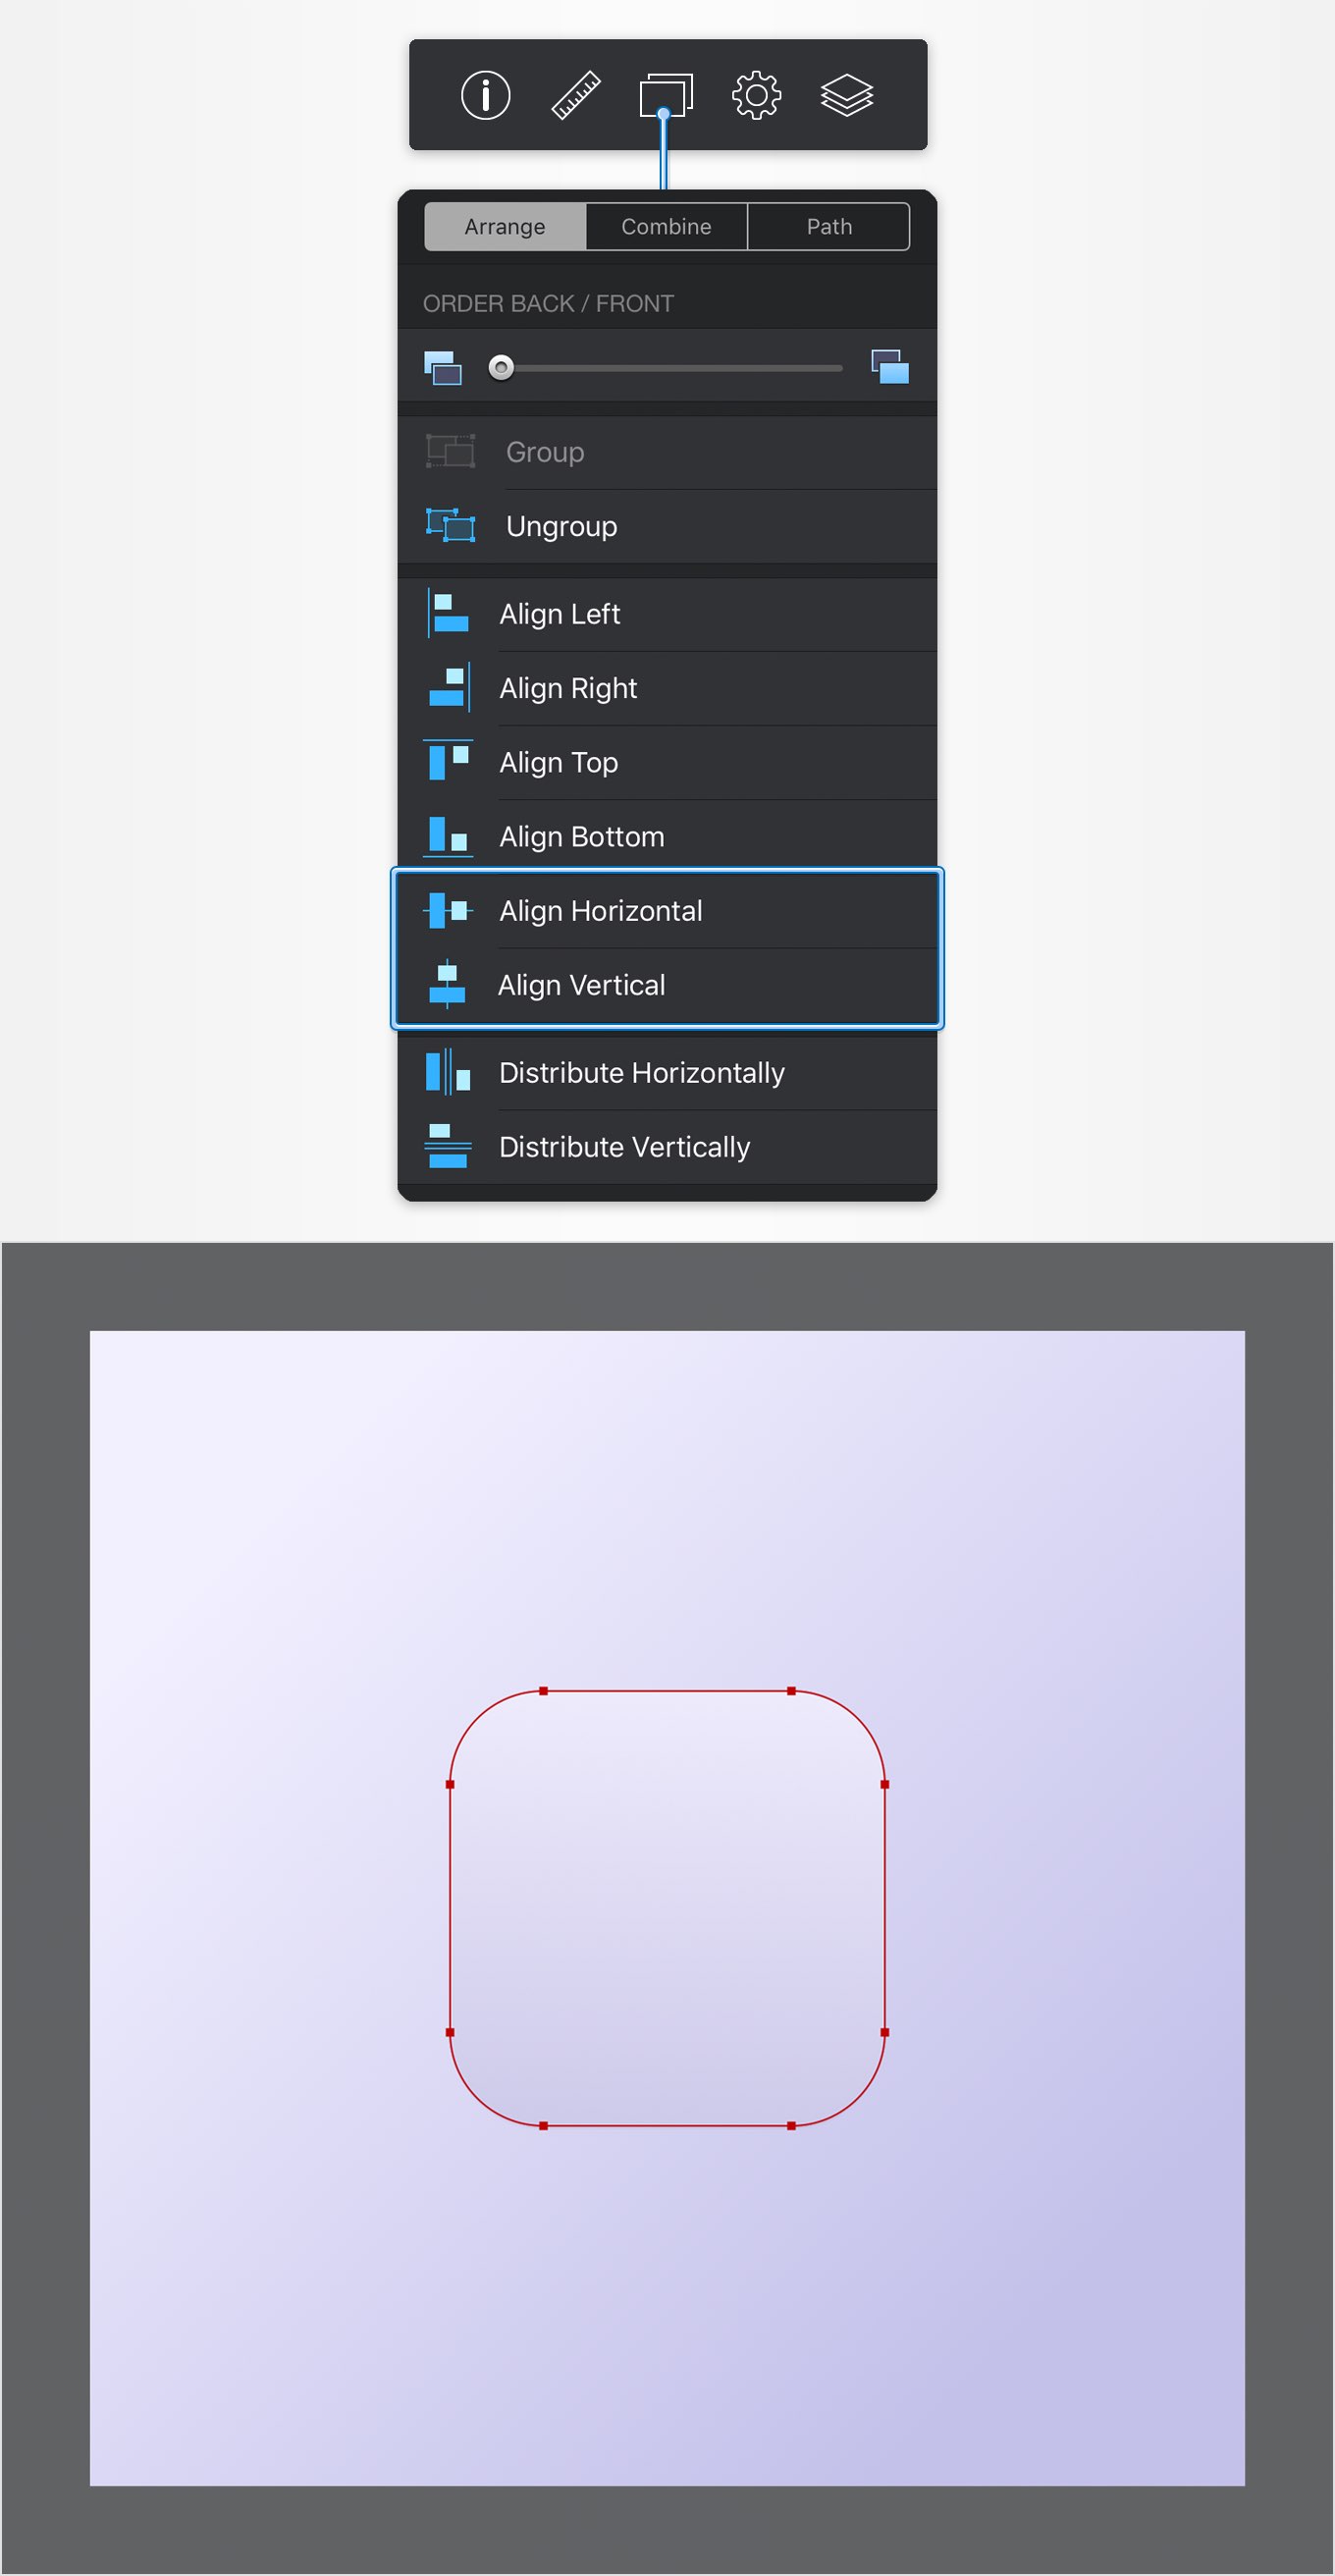 Arrange
Combine
Path
ORDER BACK / FRONT
Group
Ungroup
Align Left
Align Right
Align Top
Align Bottom
Align Horizontal
Align Vertical
Distribute Horizontally
Distribute Vertically